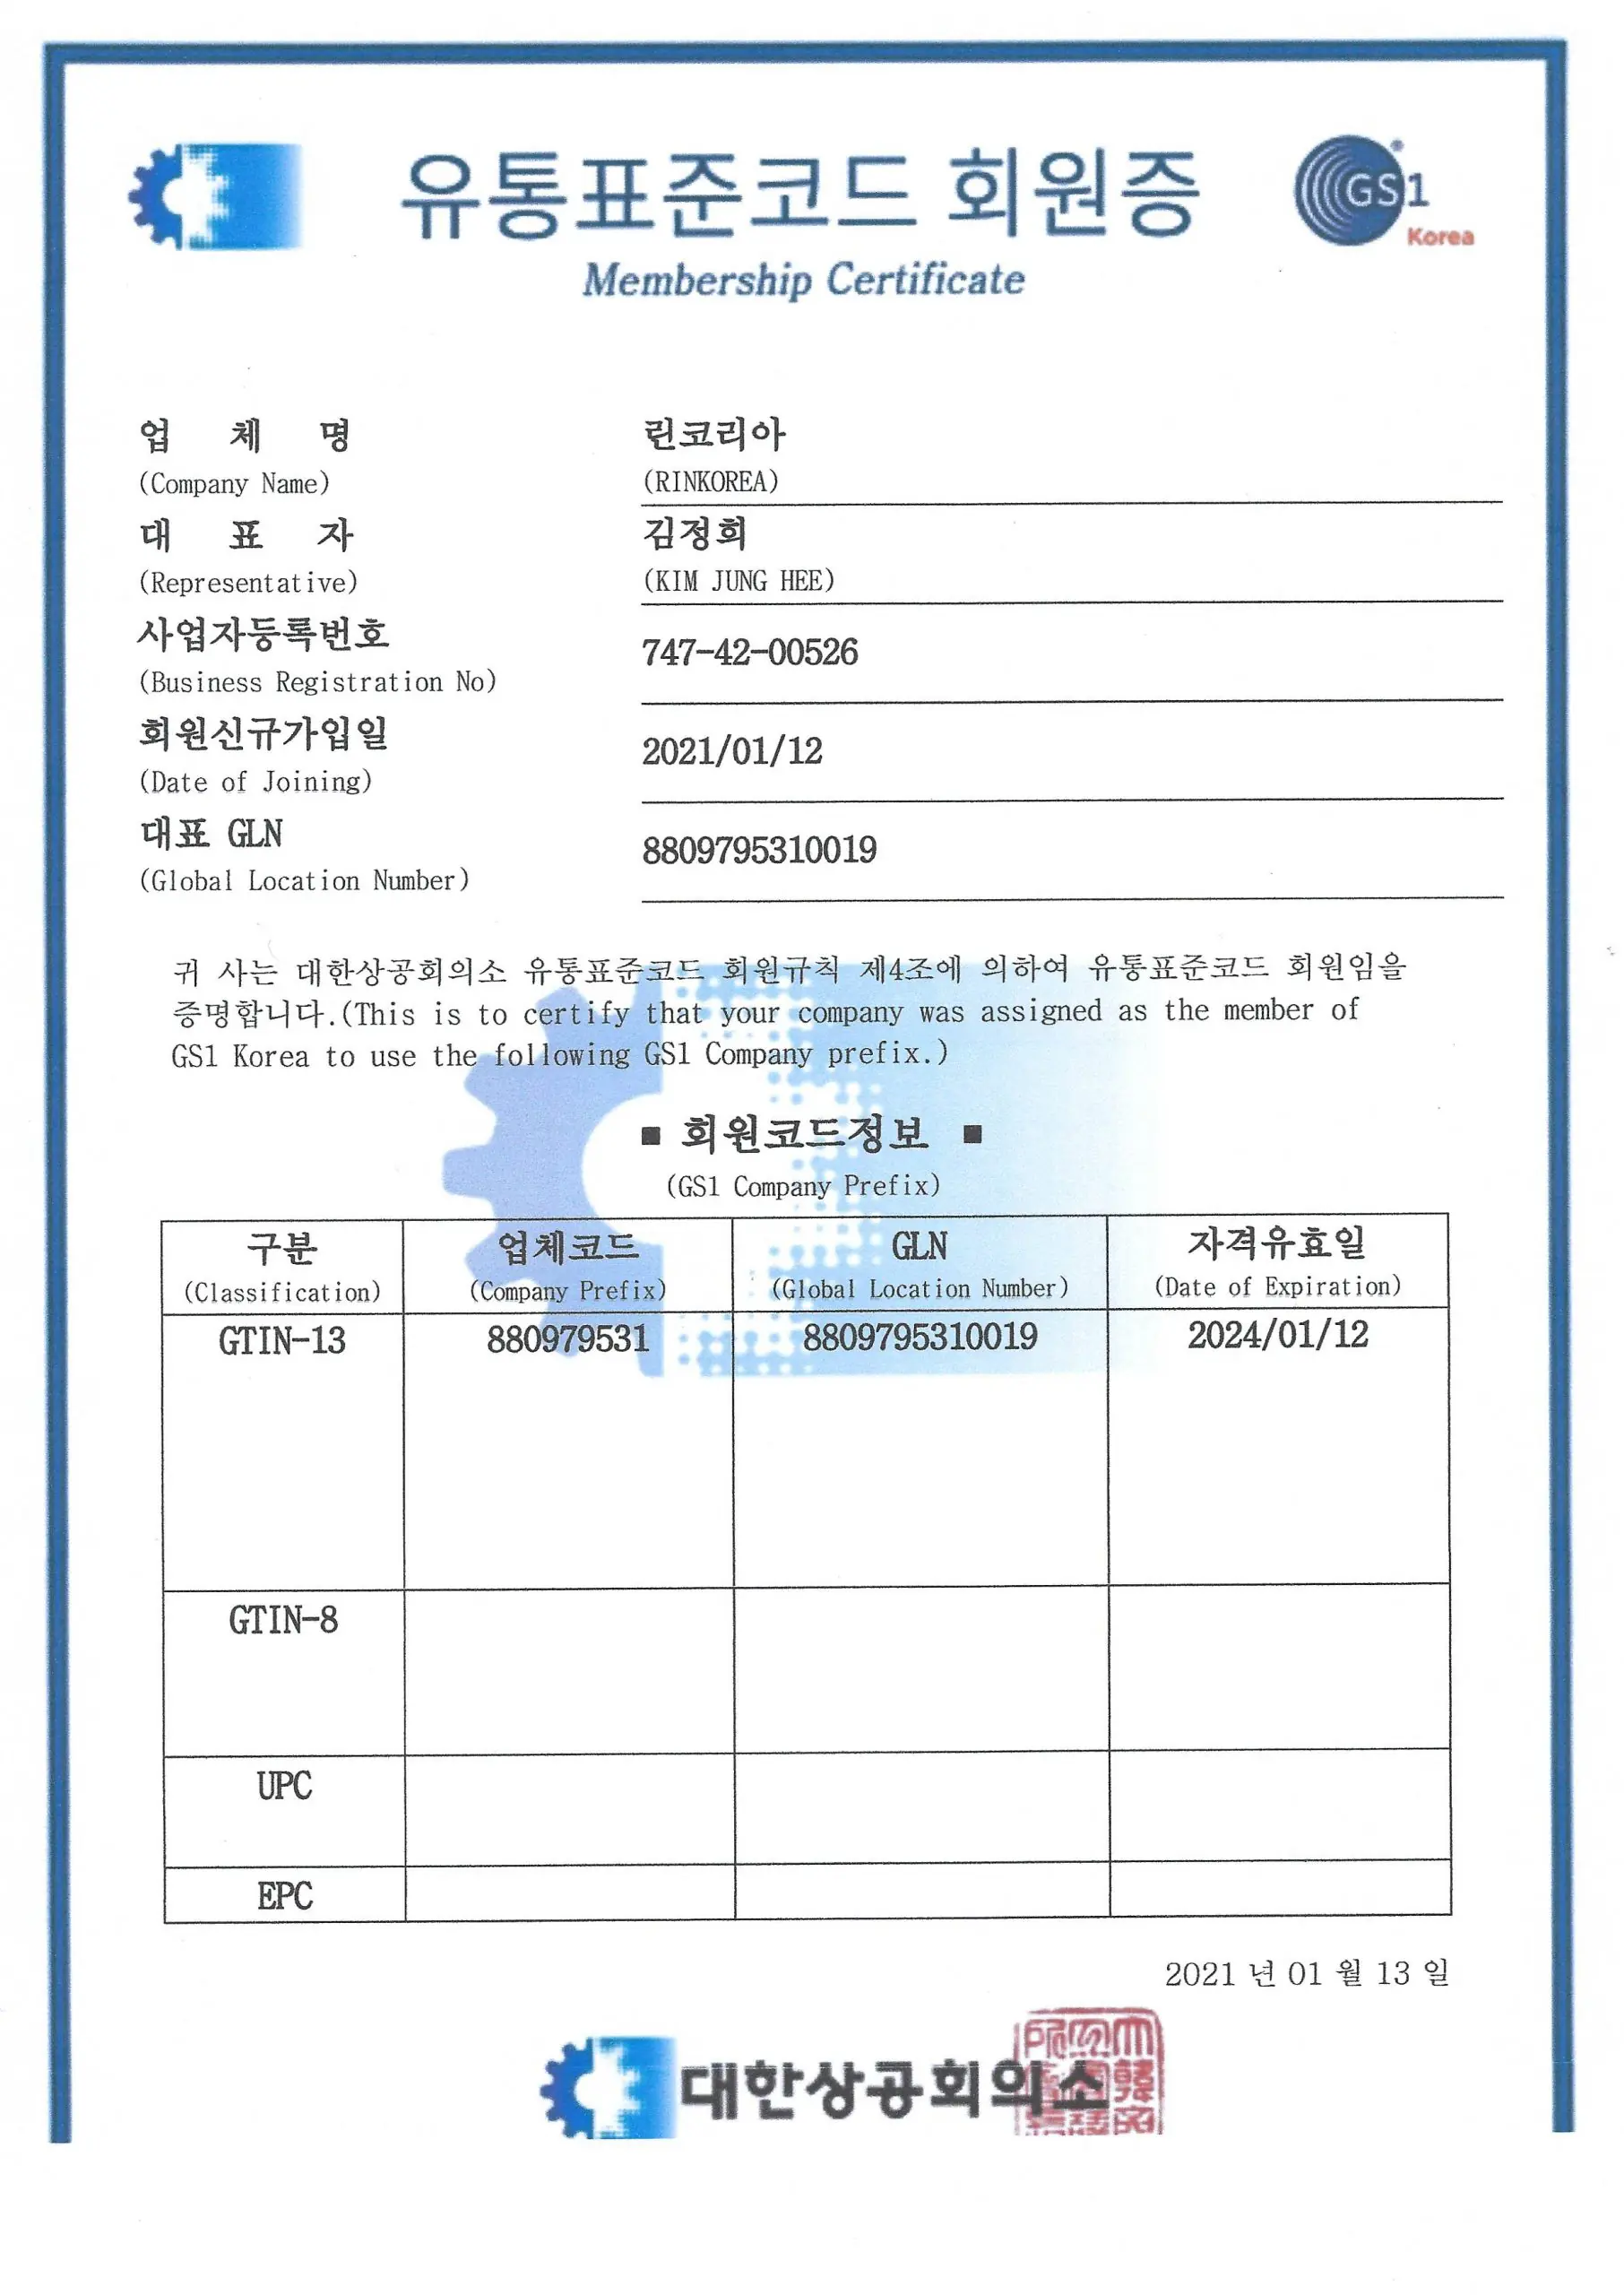 유통표준코드 회원증
GS1
Korea
Membership Certificate
업 체 명
린코리아
(Company Name)
(RINKOREA)
대 표 자
김정희
(Representative)
(KIM JUNG HEE)
사업자등록번호
747-42-00526
(Business Registration No)
회원신규가입일
2021/01/12
(Date of Joining)
대표 GLN
8809795310019
(Global Location Number)
귀 사는 대한상공회의소 유통표준코드 회원규칙 제4조에 의하여 유통표준코드 회원임을
증명합니다.(This is to certify that your company was assigned as the member of
GS1 Korea to use the following GS1 Company prefix.)
■ 회원코드정보 ■
(GS1 Company Prefix)
구분 업체코드 GLN 자격유효일
(Classification) (Company Prefix) (Global Location Number) (Date of Expiration)
GTIN-13 880979531 8809795310019 2024/01/12
GTIN-8
UPC
EPC
2021 년 01 월 13 일
대한상공회의소